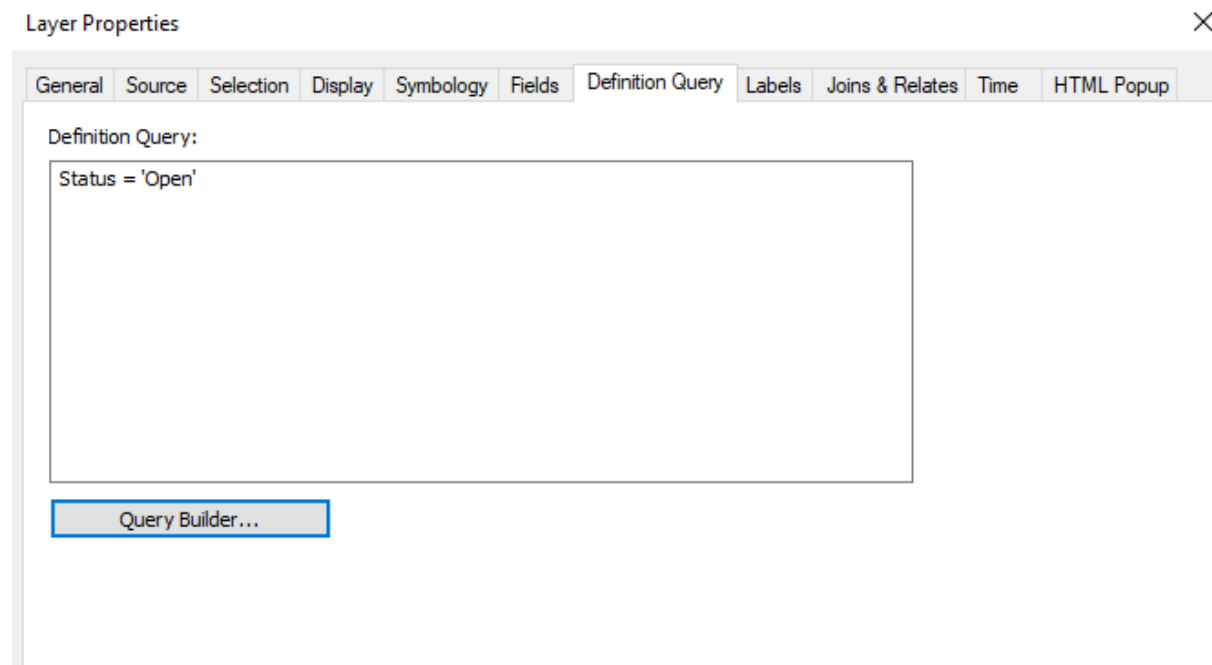 Layer Properties
General Source Selection Display Symbology Fields Definition Query Labels Joins & Relates Time HTML Popup
Definition Query:
Status = 'Open'
Query Builder...